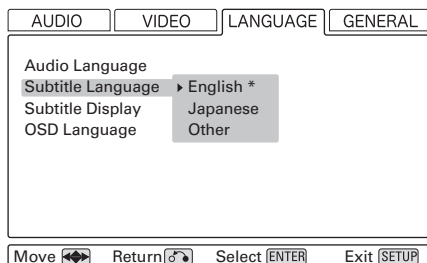 AUDIO VIDEO LANGUAGE GENERAL
Audio Language
Subtitle Language English *
Subtitle Display Japanese
OSD Language Other
Move Return Select ENTER Exit SETUP